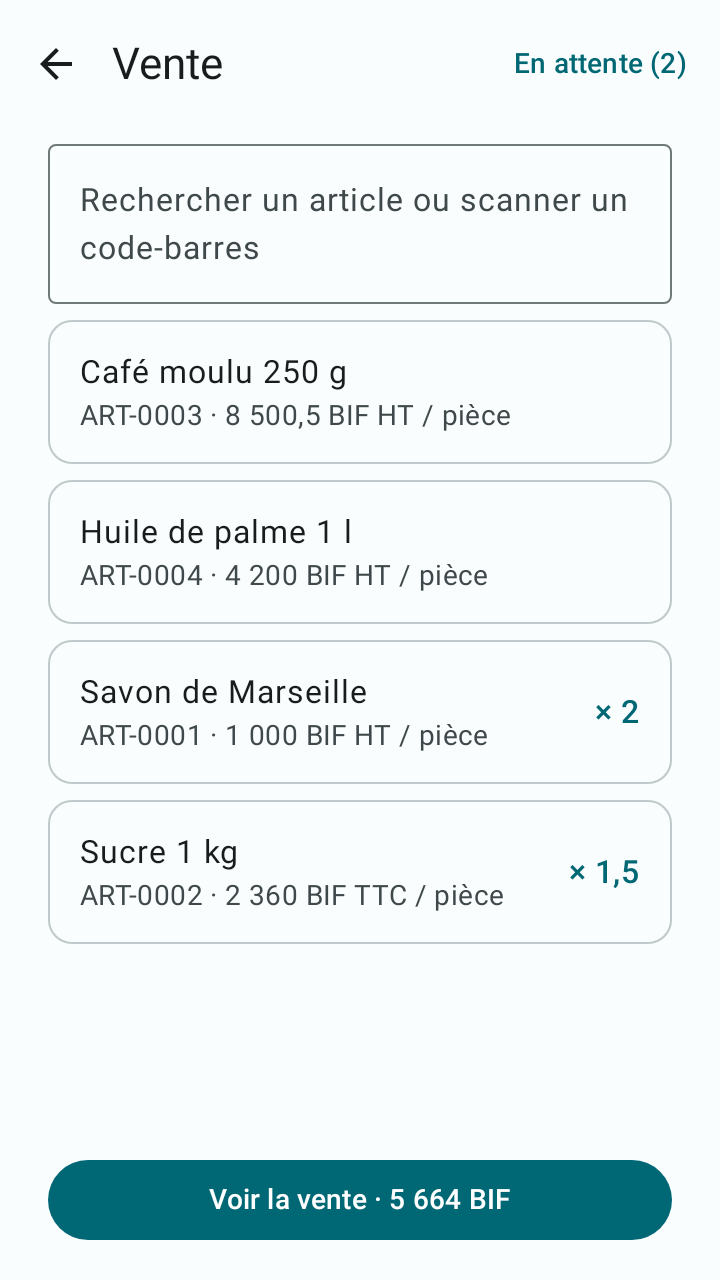 Vente
En attente (2)
Rechercher un article ou scanner un
code-barres
Café moulu 250 g
ART-0003 · 8 500,5 BIF HT / pièce
Huile de palme 1 l
ART-0004 · 4 200 BIF HT / pièce
Savon de Marseille
ART-0001 · 1 000 BIF HT / pièce
× 2
Sucre 1 kg
ART-0002 · 2 360 BIF TTC / pièce
× 1,5
Voir la vente · 5 664 BIF